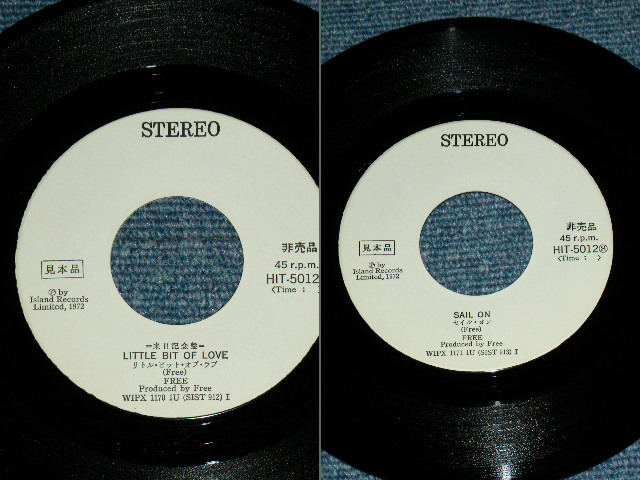 STEREO
非売品
45 r.p.m.
HIT-5012
(Time :
見本品
Ⓟ by
Island Records
Limited, 1972
=来日記念盤=
LITTLE BIT OF LOVE
リトル・ビット・オブ・ラブ
(Free)
FREE
Produced by Free
WIPX 1170 1U (SIST 912) I
STEREO
非売品
45 r.p.m.
HIT-5012
(Time : )
見本品
Ⓟ by
Island Records
Limited, 1972
SAIL ON
セイル・オン
(Free)
FREE
Produced by Free
WIPX 1171 1U (SIST 913) I